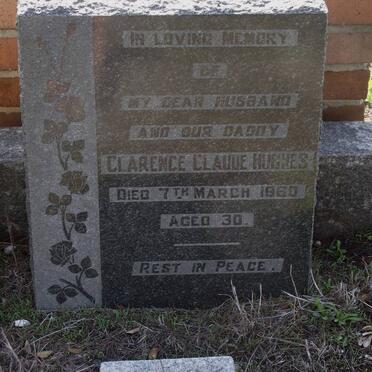 IN LOVING MEMORY
OF
MY DEAR HUSBAND
AND OUR DADDY
CLARENCE CLAUDE HUGHES
DIED 7TH MARCH 1960
AGED 30.
REST IN PEACE.